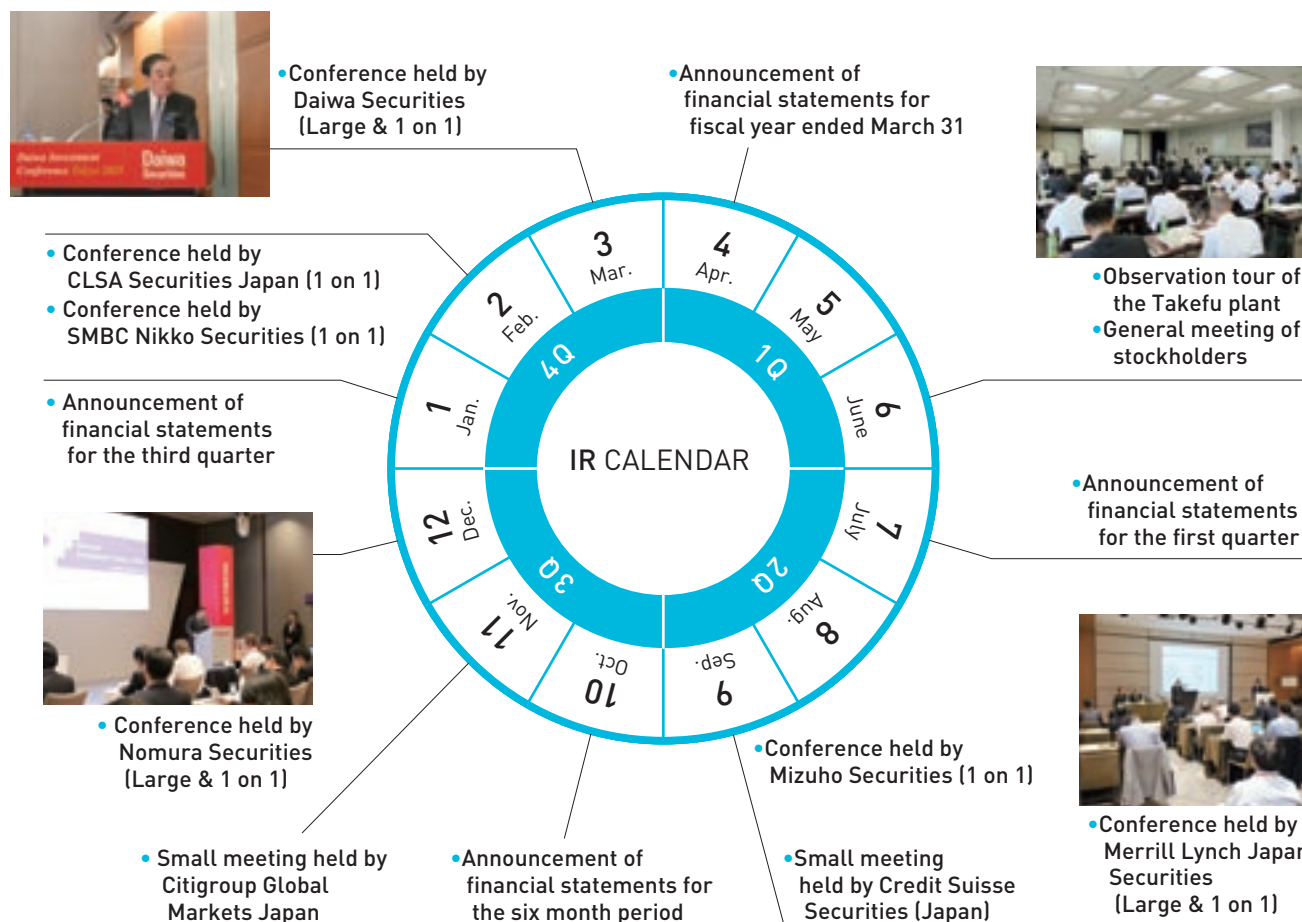 •Conference held by
Daiwa Securities
(Large & 1 on 1)
•Announcement of
financial statements for
fiscal year ended March 31
Daiwa Investment
Conference Tokyo
Daiwa
Securities
• Conference held by
CLSA Securities Japan (1 on 1)
• Conference held by
SMBC Nikko Securities (1 on 1)
•Observation tour of
the Takefu plant
•General meeting of
stockholders
• Announcement of
financial statements
for the third quarter
•Announcement of
financial statements
for the first quarter
IR CALENDAR
4 Apr.
5 May
6 June
7 July
8 Aug.
9 Sep.
10 Oct.
11 Nov.
12 Dec.
1 Jan.
2 Feb.
3 Mar.
1Q
2Q
3Q
4Q
• Conference held by
Nomura Securities
(Large & 1 on 1)
•Conference held by
Mizuho Securities (1 on 1)
• Small meeting held by
Citigroup Global
Markets Japan
•Announcement of
financial statements for
the six month period
•Small meeting
held by Credit Suisse
Securities (Japan)
•Conference held by
Merrill Lynch Japan
Securities
(Large & 1 on 1)